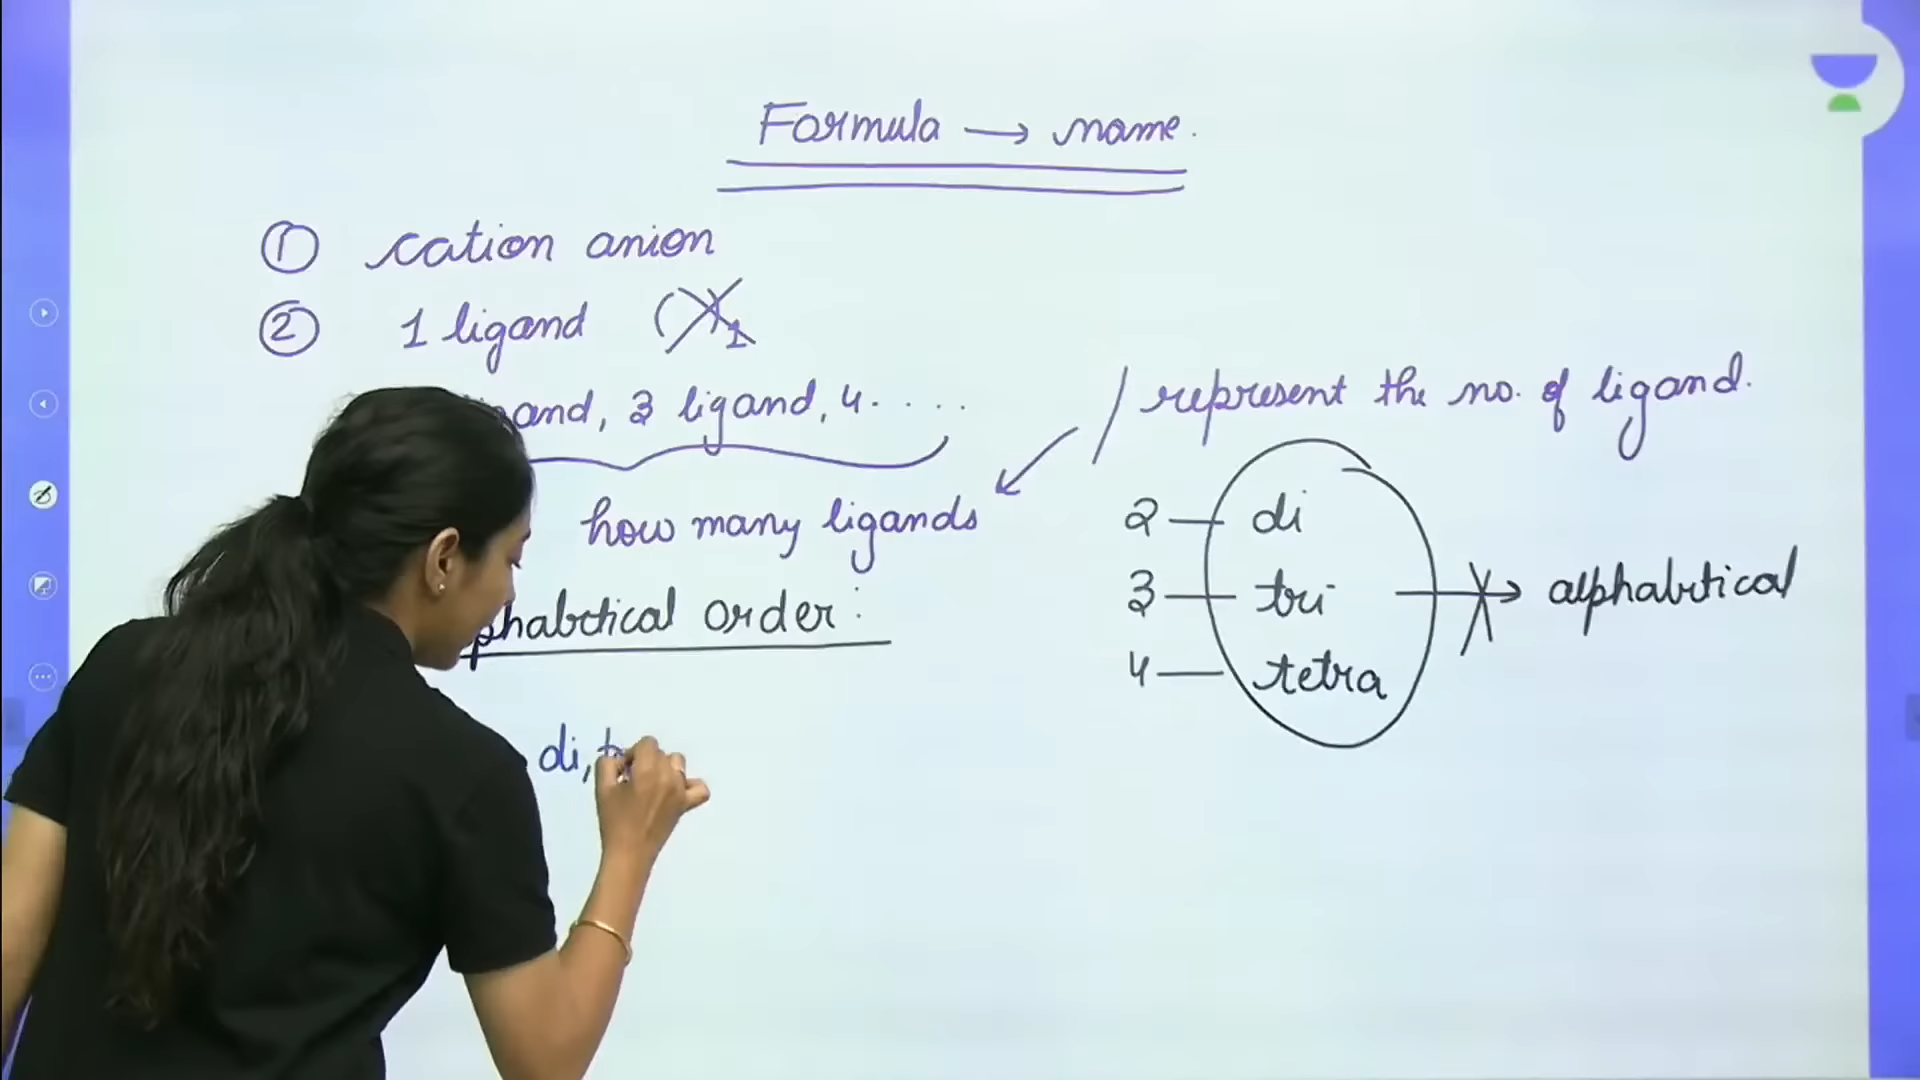 Formula → name.
① cation anion
② 1 ligand ( )1
and, 3 ligand, 4. . . . .
represent the no. of ligand.
how many ligands
phabetical order :
2 — di
3 — tri → alphabetical
4 — tetra
di,